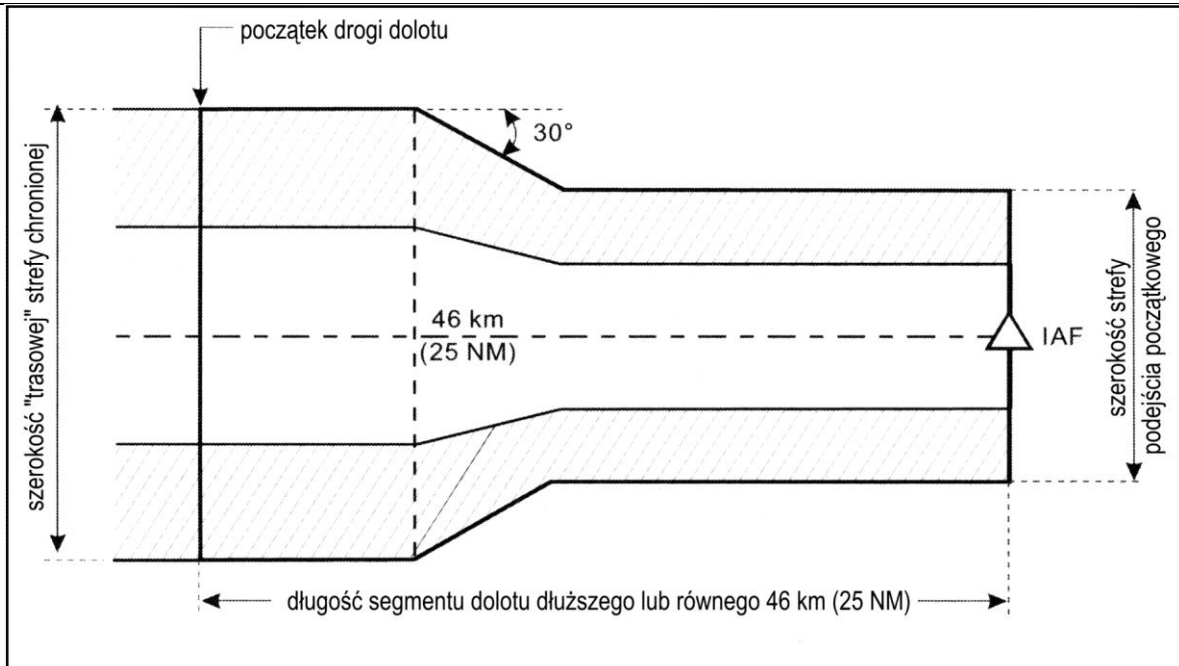 początek drogi dolotu
30°
szerokość "trasowej" strefy chronionej
46 km
(25 NM)
IAF
szerokość strefy
podejścia początkowego
długość segmentu dolotu dłuższego lub równego 46 km (25 NM)